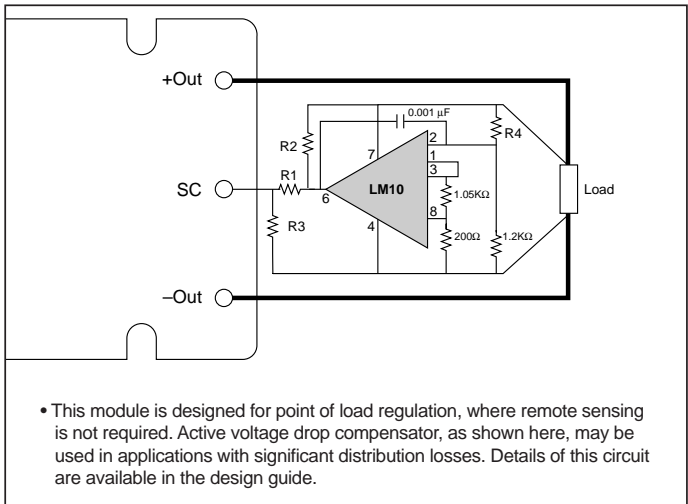 +Out
0.001 µF
R2
R4
2
7
1
3
R1
SC
LM10
6
1.05KΩ
Load
8
R3
4
200Ω
1.2KΩ
–Out
• This module is designed for point of load regulation, where remote sensing
is not required. Active voltage drop compensator, as shown here, may be
used in applications with significant distribution losses. Details of this circuit
are available in the design guide.